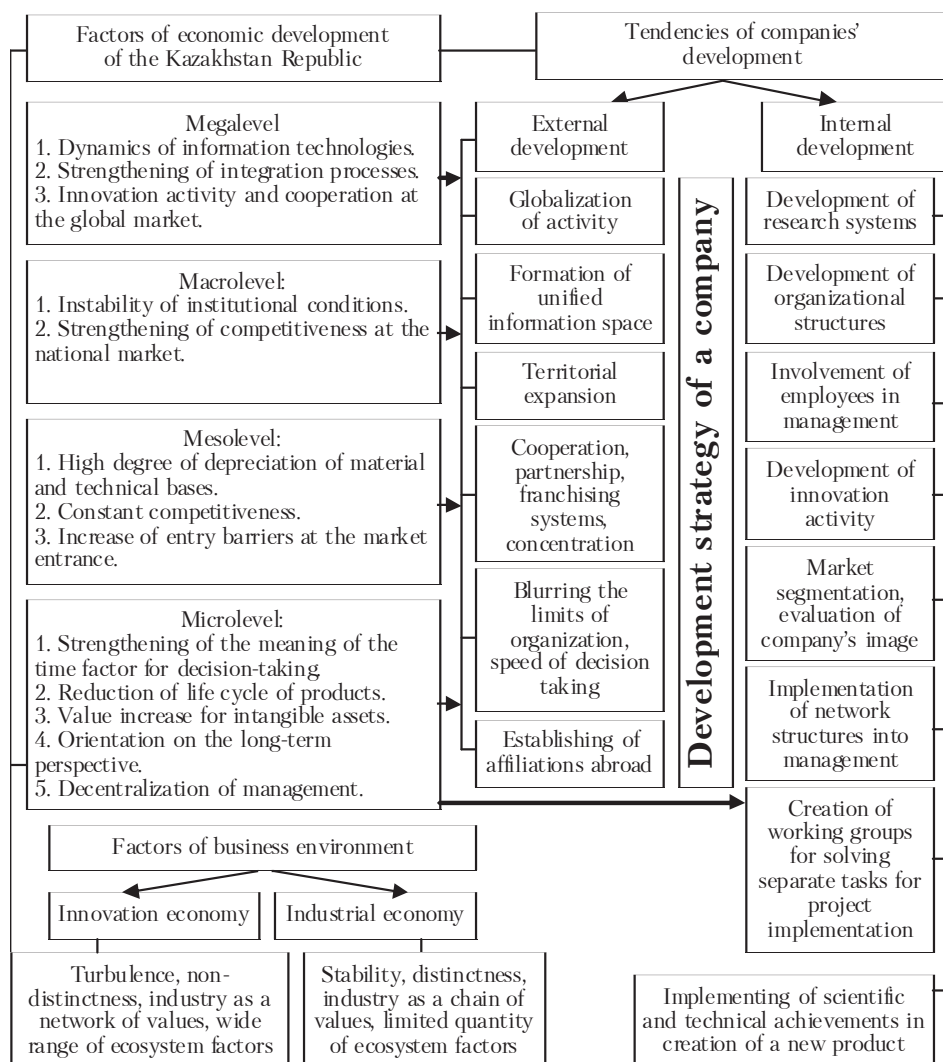 Factors of economic development
of the Kazakhstan Republic
Tendencies of companies’
development
Megalevel
1. Dynamics of information technologies.
2. Strengthening of integration processes.
3. Innovation activity and cooperation at
the global market.
Macrolevel:
1. Instability of institutional conditions.
2. Strengthening of competitiveness at the
national market.
Mesolevel:
1. High degree of depreciation of material
and technical bases.
2. Constant competitiveness.
3. Increase of entry barriers at the market
entrance.
Microlevel:
1. Strengthening of the meaning of the
time factor for decision-taking.
2. Reduction of life cycle of products.
3. Value increase for intangible assets.
4. Orientation on the long-term
perspective.
5. Decentralization of management.
External
development
Globalization
of activity
Formation of
unified
information space
Territorial
expansion
Cooperation,
partnership,
franchising
systems,
concentration
Blurring the
limits of
organization,
speed of decision
taking
Establishing of
affiliations abroad
Development strategy of a company
Internal
development
Development of
research systems
Development of
organizational
structures
Involvement of
employees in
management
Development of
innovation
activity
Market
segmentation,
evaluation of
company’s image
Implementation
of network
structures into
management
Creation of
working groups
for solving
separate tasks for
project
implementation
Implementing of scientific
and technical achievements in
creation of a new product
Factors of business environment
Innovation economy
Industrial economy
Turbulence, non-
distinctness, industry as a
network of values, wide
range of ecosystem factors
Stability, distinctness,
industry as a chain of
values, limited quantity
of ecosystem factors